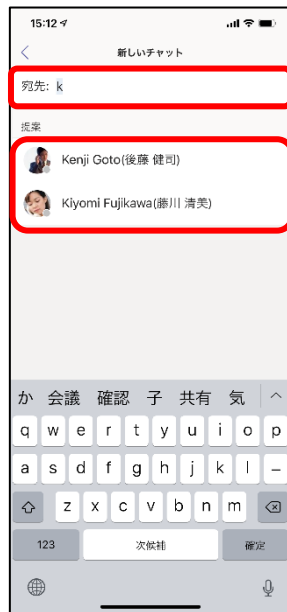 15:12
新しいチャット
宛先: k
提案
Kenji Goto(後藤 健司)
Kiyomi Fujikawa(藤川 清美)
か 会議 確認 子 共有 気
q w e r t y u i o p
a s d f g h j k l ー
z x c v b n m
123 次候補 確定